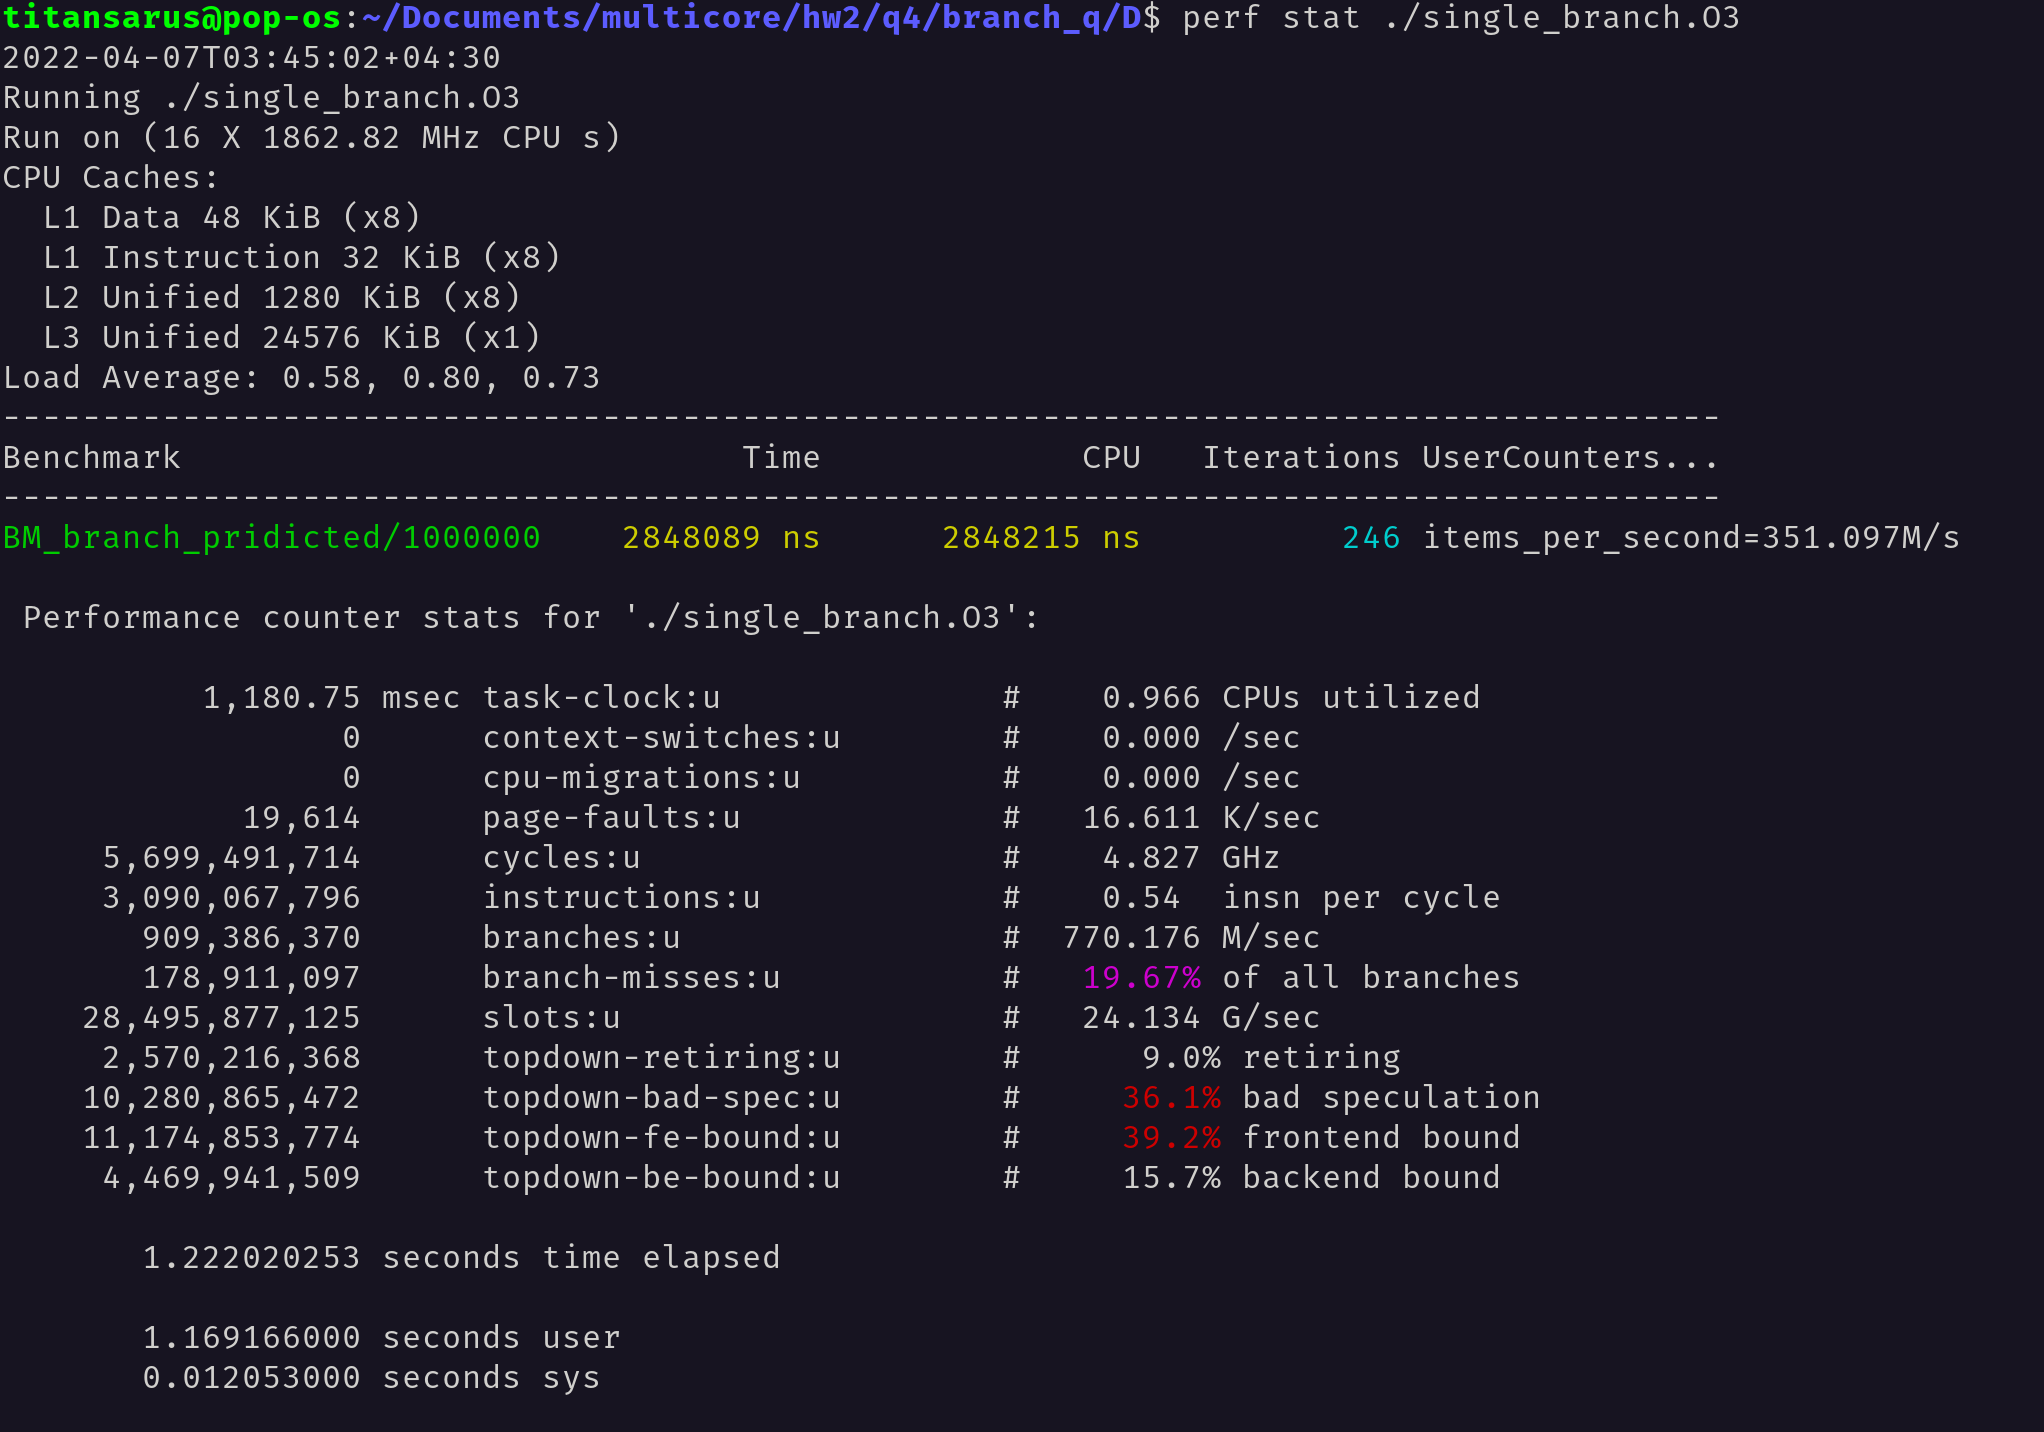 titansarus@pop-os:~/Documents/multicore/hw2/q4/branch_q/D$ perf stat ./single_branch.O3
2022-04-07T03:45:02+04:30
Running ./single_branch.O3
Run on (16 X 1862.82 MHz CPU s)
CPU Caches:
  L1 Data 48 KiB (x8)
  L1 Instruction 32 KiB (x8)
  L2 Unified 1280 KiB (x8)
  L3 Unified 24576 KiB (x1)
Load Average: 0.58, 0.80, 0.73
--------------------------------------------------------------------------------------
Benchmark                            Time             CPU   Iterations UserCounters...
--------------------------------------------------------------------------------------
BM_branch_pridicted/1000000    2848089 ns      2848215 ns          246 items_per_second=351.097M/s
 Performance counter stats for './single_branch.O3':
          1,180.75 msec task-clock:u              #    0.966 CPUs utilized
                 0      context-switches:u        #    0.000 /sec
                 0      cpu-migrations:u          #    0.000 /sec
            19,614      page-faults:u             #   16.611 K/sec
     5,699,491,714      cycles:u                  #    4.827 GHz
     3,090,067,796      instructions:u            #    0.54  insn per cycle
       909,386,370      branches:u                #  770.176 M/sec
       178,911,097      branch-misses:u           #   19.67% of all branches
    28,495,877,125      slots:u                   #   24.134 G/sec
     2,570,216,368      topdown-retiring:u        #      9.0% retiring
    10,280,865,472      topdown-bad-spec:u        #     36.1% bad speculation
    11,174,853,774      topdown-fe-bound:u        #     39.2% frontend bound
     4,469,941,509      topdown-be-bound:u        #     15.7% backend bound
       1.222020253 seconds time elapsed
       1.169166000 seconds user
       0.012053000 seconds sys